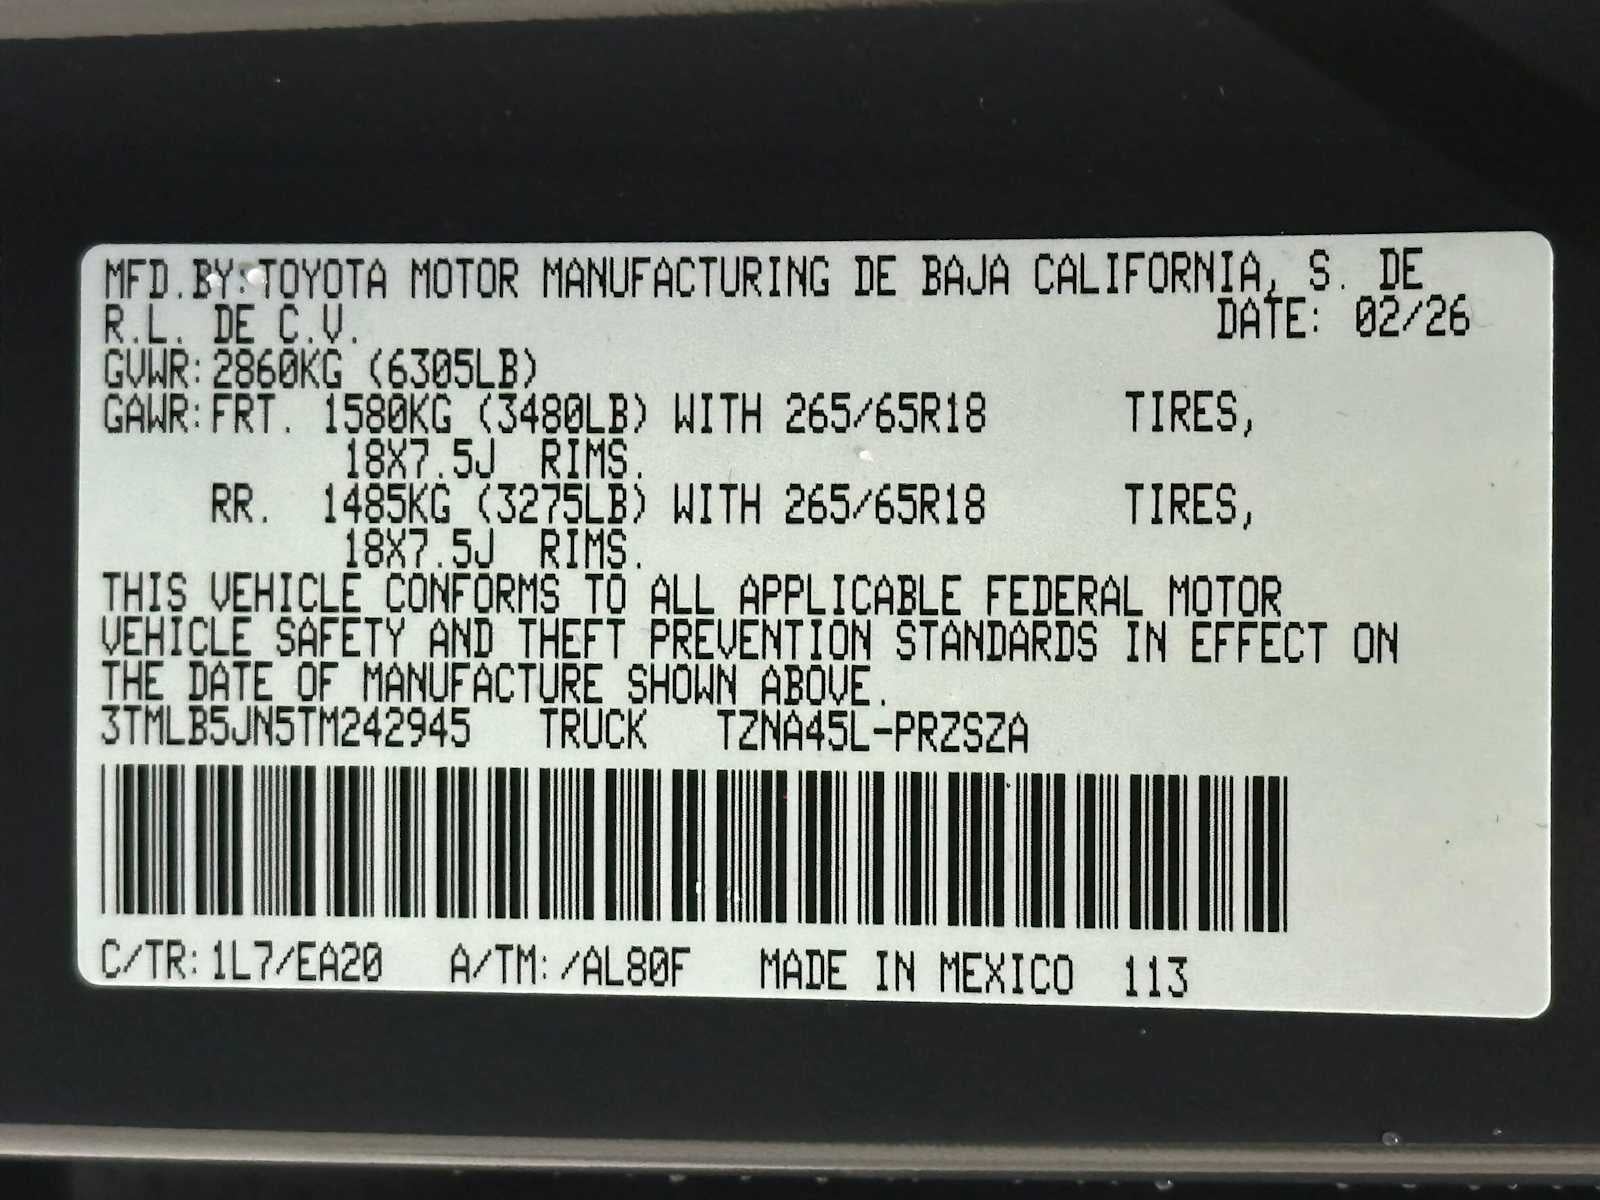 MFD.BY:TOYOTA MOTOR MANUFACTURING DE BAJA CALIFORNIA, S. DE
R.L. DE C.V. DATE: 02/26
GVWR:2860KG (6305LB)
GAWR:FRT. 1580KG (3480LB) WITH 265/65R18 TIRES,
18X7.5J RIMS.
RR. 1485KG (3275LB) WITH 265/65R18 TIRES,
18X7.5J RIMS.
THIS VEHICLE CONFORMS TO ALL APPLICABLE FEDERAL MOTOR
VEHICLE SAFETY AND THEFT PREVENTION STANDARDS IN EFFECT ON
THE DATE OF MANUFACTURE SHOWN ABOVE.
3TMLB5JN5TM242945 TRUCK TZNA45L-PRZSZA
C/TR:1L7/EA20 A/TM:/AL80F MADE IN MEXICO 113